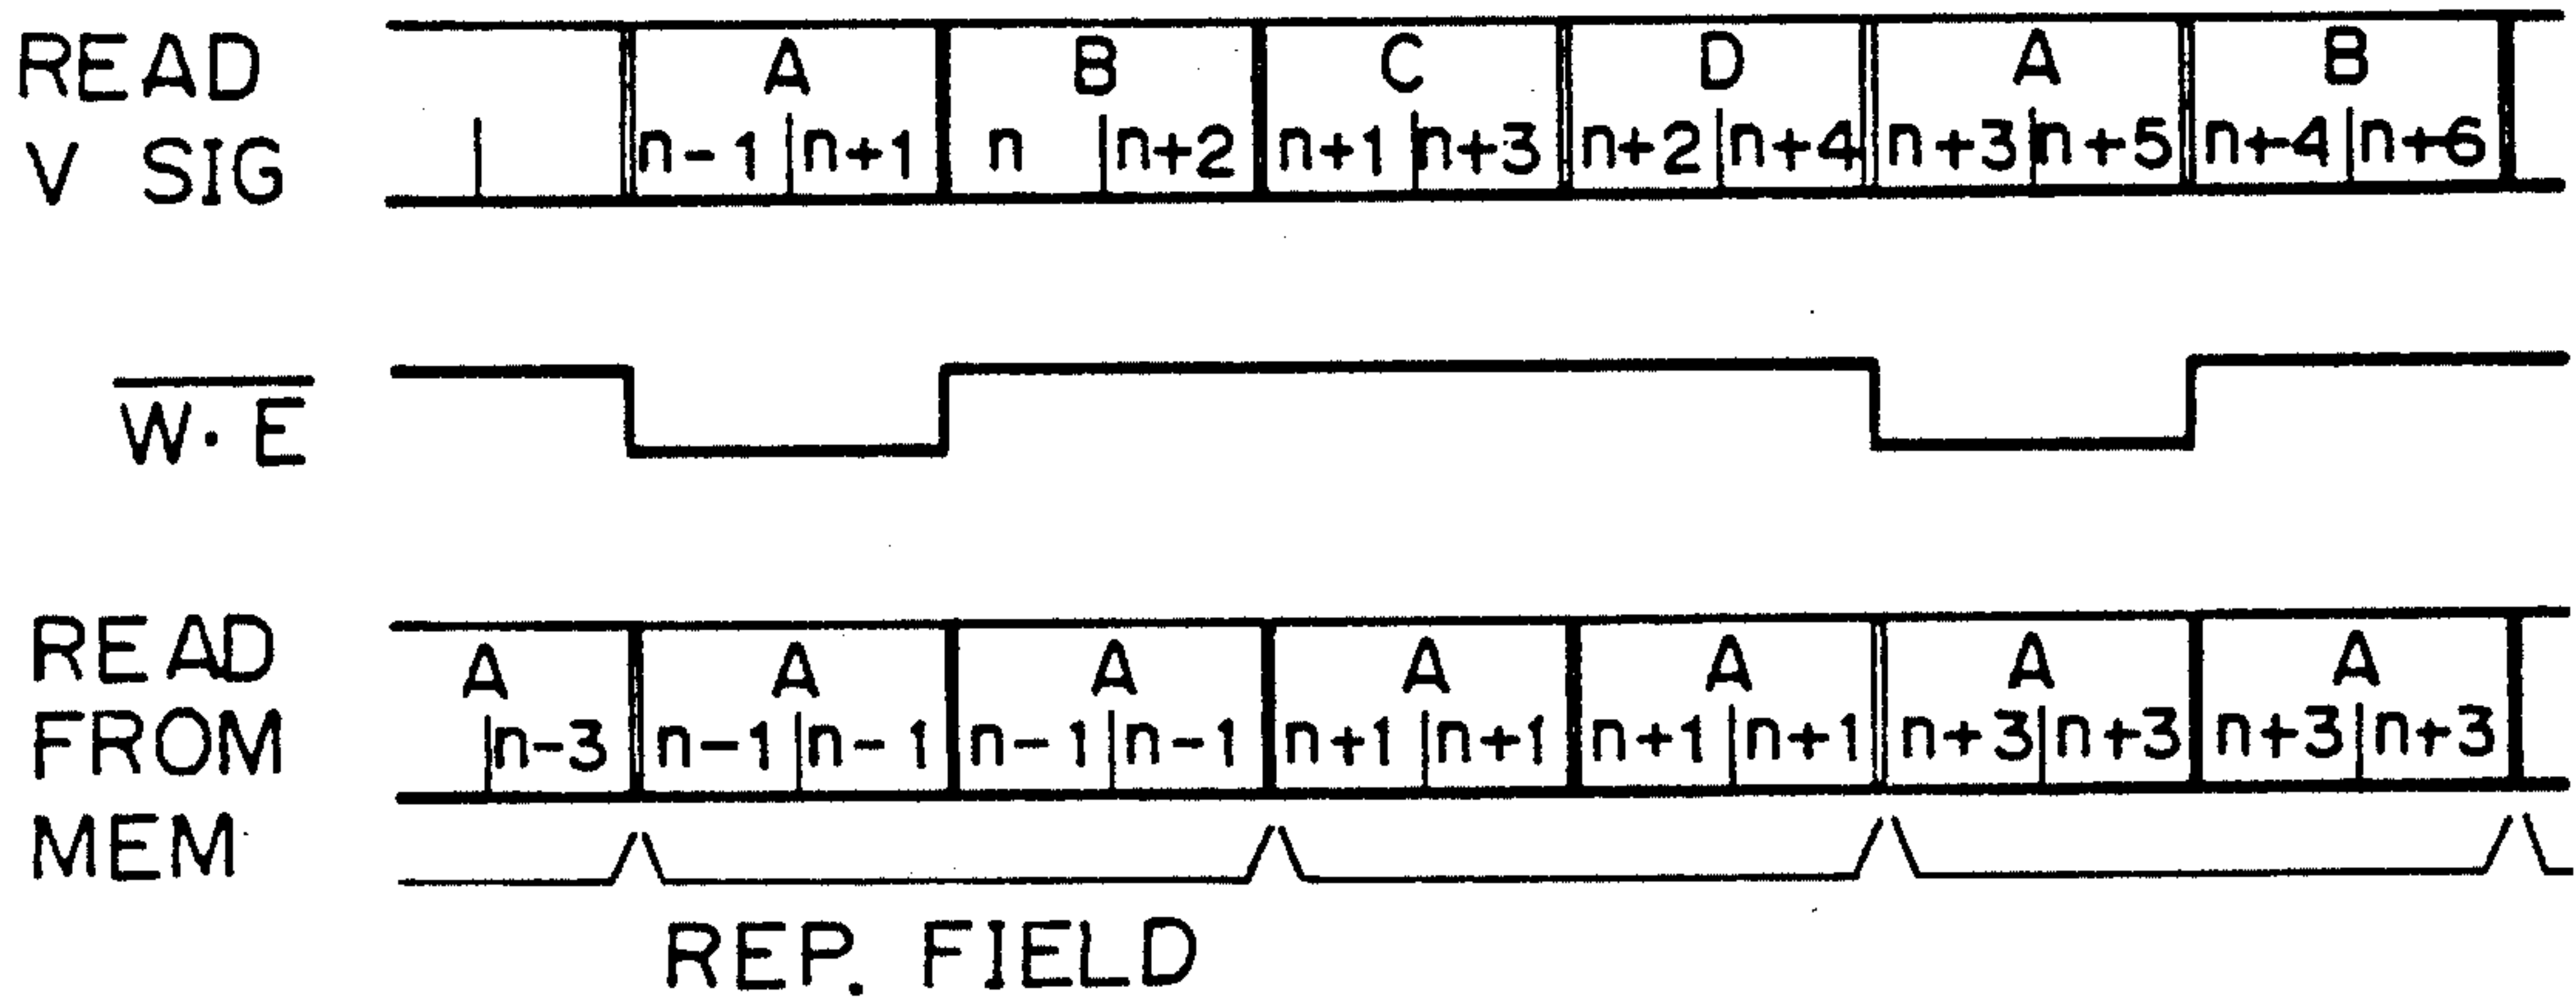 READ
V SIG
A B C D A B
n-1 n+1 n n+2 n+1 n+3 n+2 n+4 n+3 n+5 n+4 n+6
W·E
READ
FROM
MEM
A A A A A A A
n-3 n-1 n-1 n-1 n-1 n+1 n+1 n+1 n+1 n+3 n+3 n+3 n+3
REP. FIELD